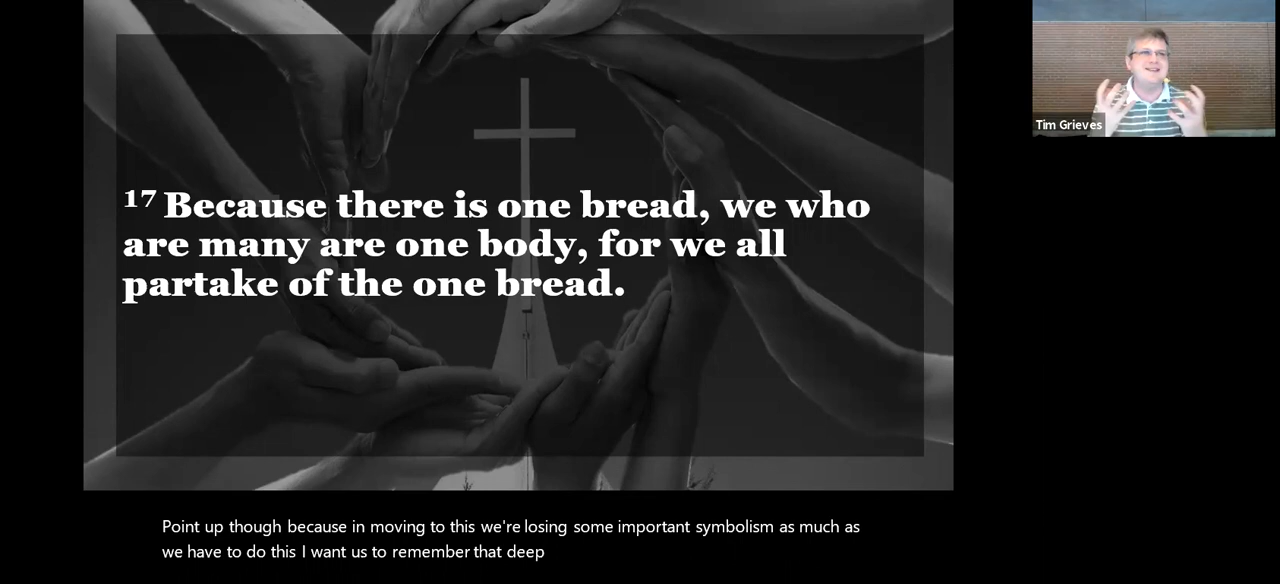 17 Because there is one bread, we who
are many are one body, for we all
partake of the one bread.
Tim Grieves
Point up though because in moving to this we're losing some important symbolism as much as
we have to do this I want us to remember that deep